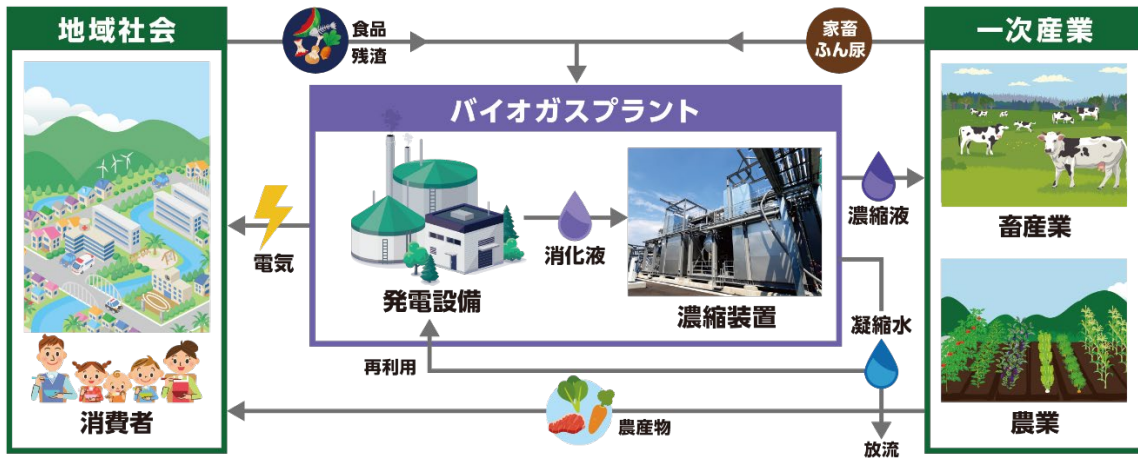 地域社会
食品
残渣
家畜
ふん尿
一次産業
バイオガスプラント
電気
消化液
濃縮液
畜産業
発電設備
濃縮装置
凝縮水
再利用
消費者
農産物
農業
放流